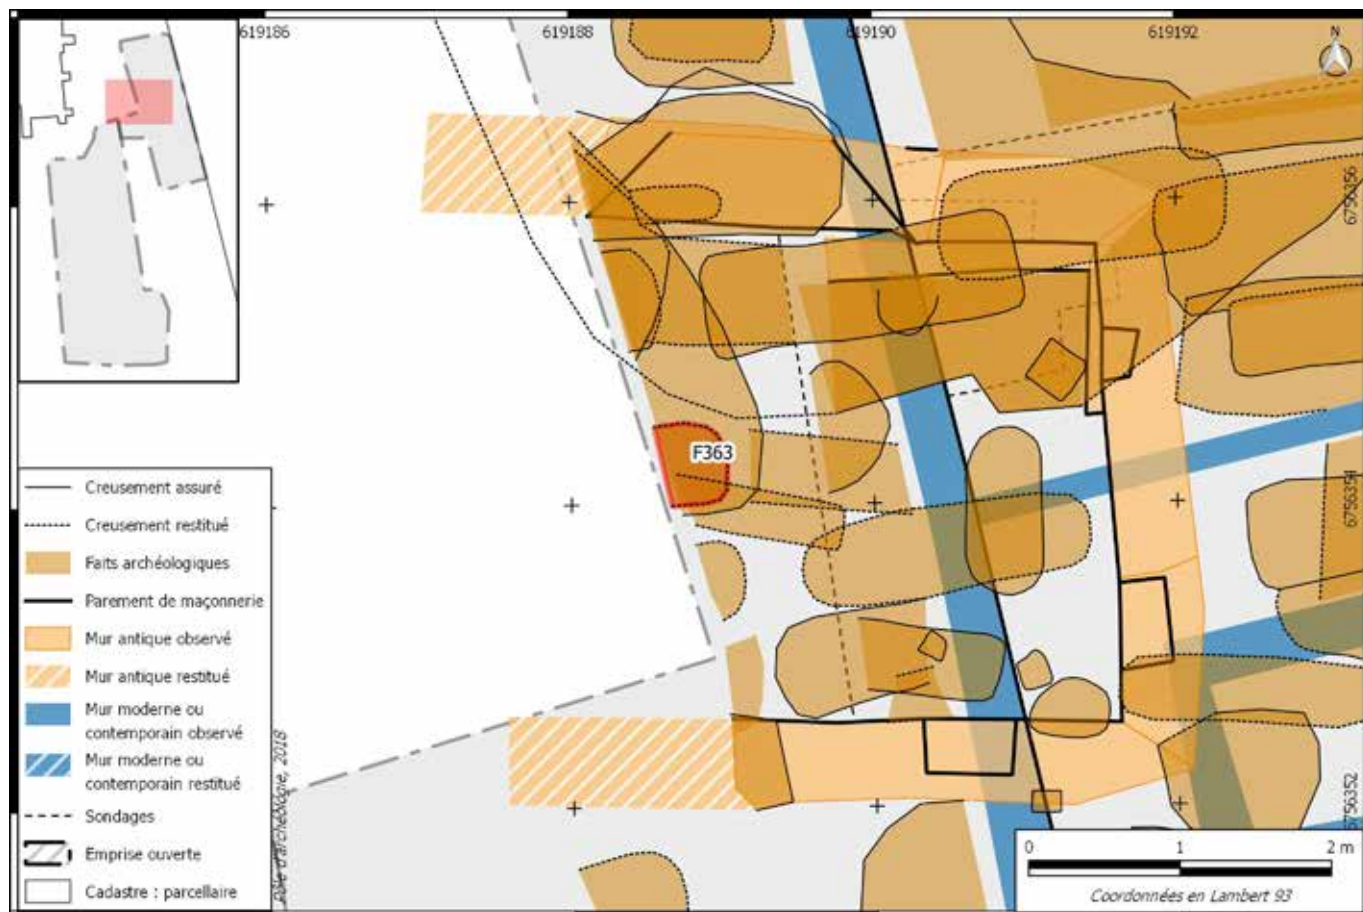 619186
619188
619190
619192
N
6756356
F363
6756354
Creusement assuré
Creusement restitué
Faits archéologiques
Parement de maçonnerie
Mur antique observé
Mur antique restitué
Mur moderne ou
contemporain observé
Mur moderne ou
contemporain restitué
Sondages
Emprise ouverte
Cadastre : parcellaire
Pôle d'archéologie, 2018
6756352
0 1 2 m
Coordonnées en Lambert 93